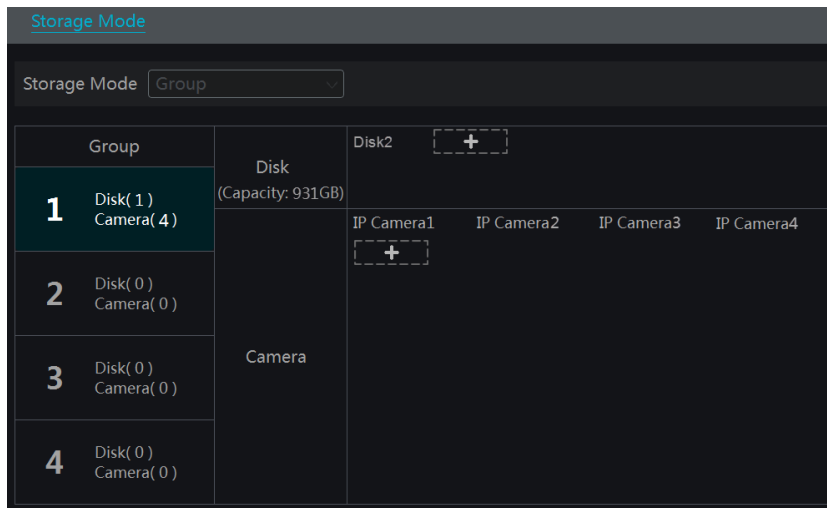 Storage Mode
Storage Mode Group
Group
1
Disk( 1 )
Camera( 4 )
2
Disk( 0 )
Camera( 0 )
3
Disk( 0 )
Camera( 0 )
4
Disk( 0 )
Camera( 0 )
Disk
(Capacity: 931GB)
Disk2 +
Camera
IP Camera1 IP Camera2 IP Camera3 IP Camera4
+